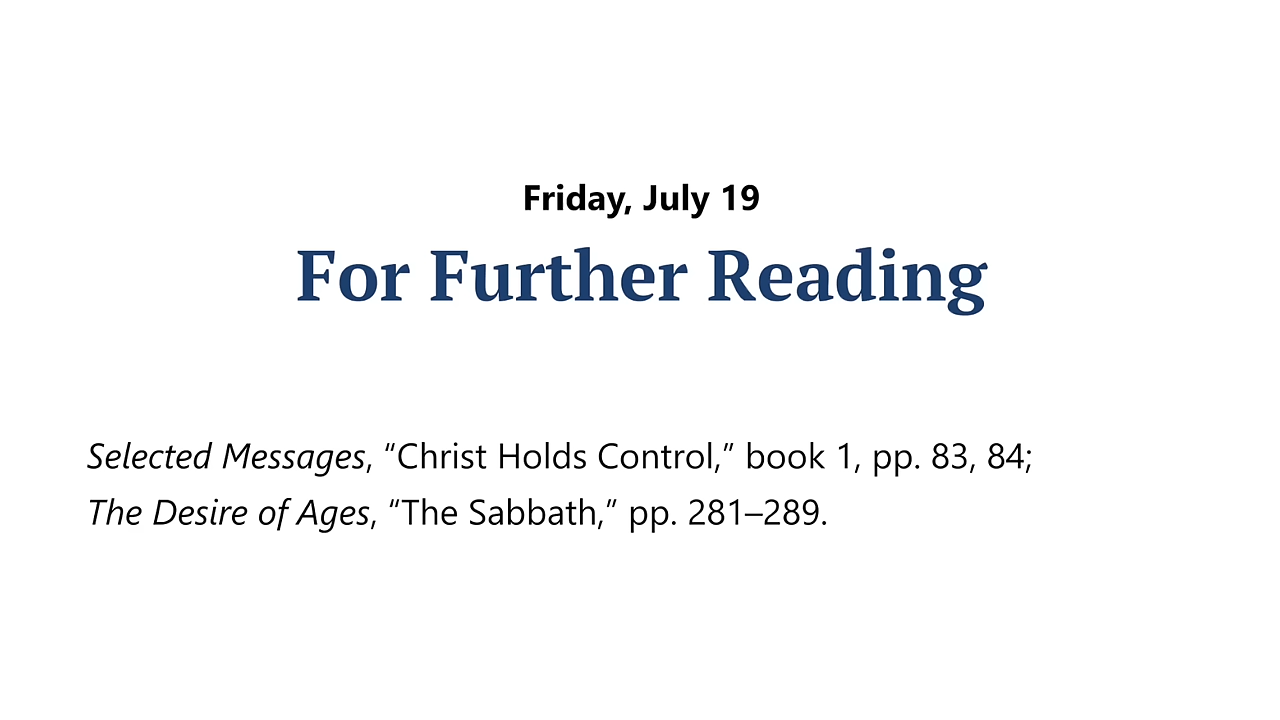 Friday, July 19
For Further Reading
Selected Messages, “Christ Holds Control,” book 1, pp. 83, 84;
The Desire of Ages, “The Sabbath,” pp. 281–289.